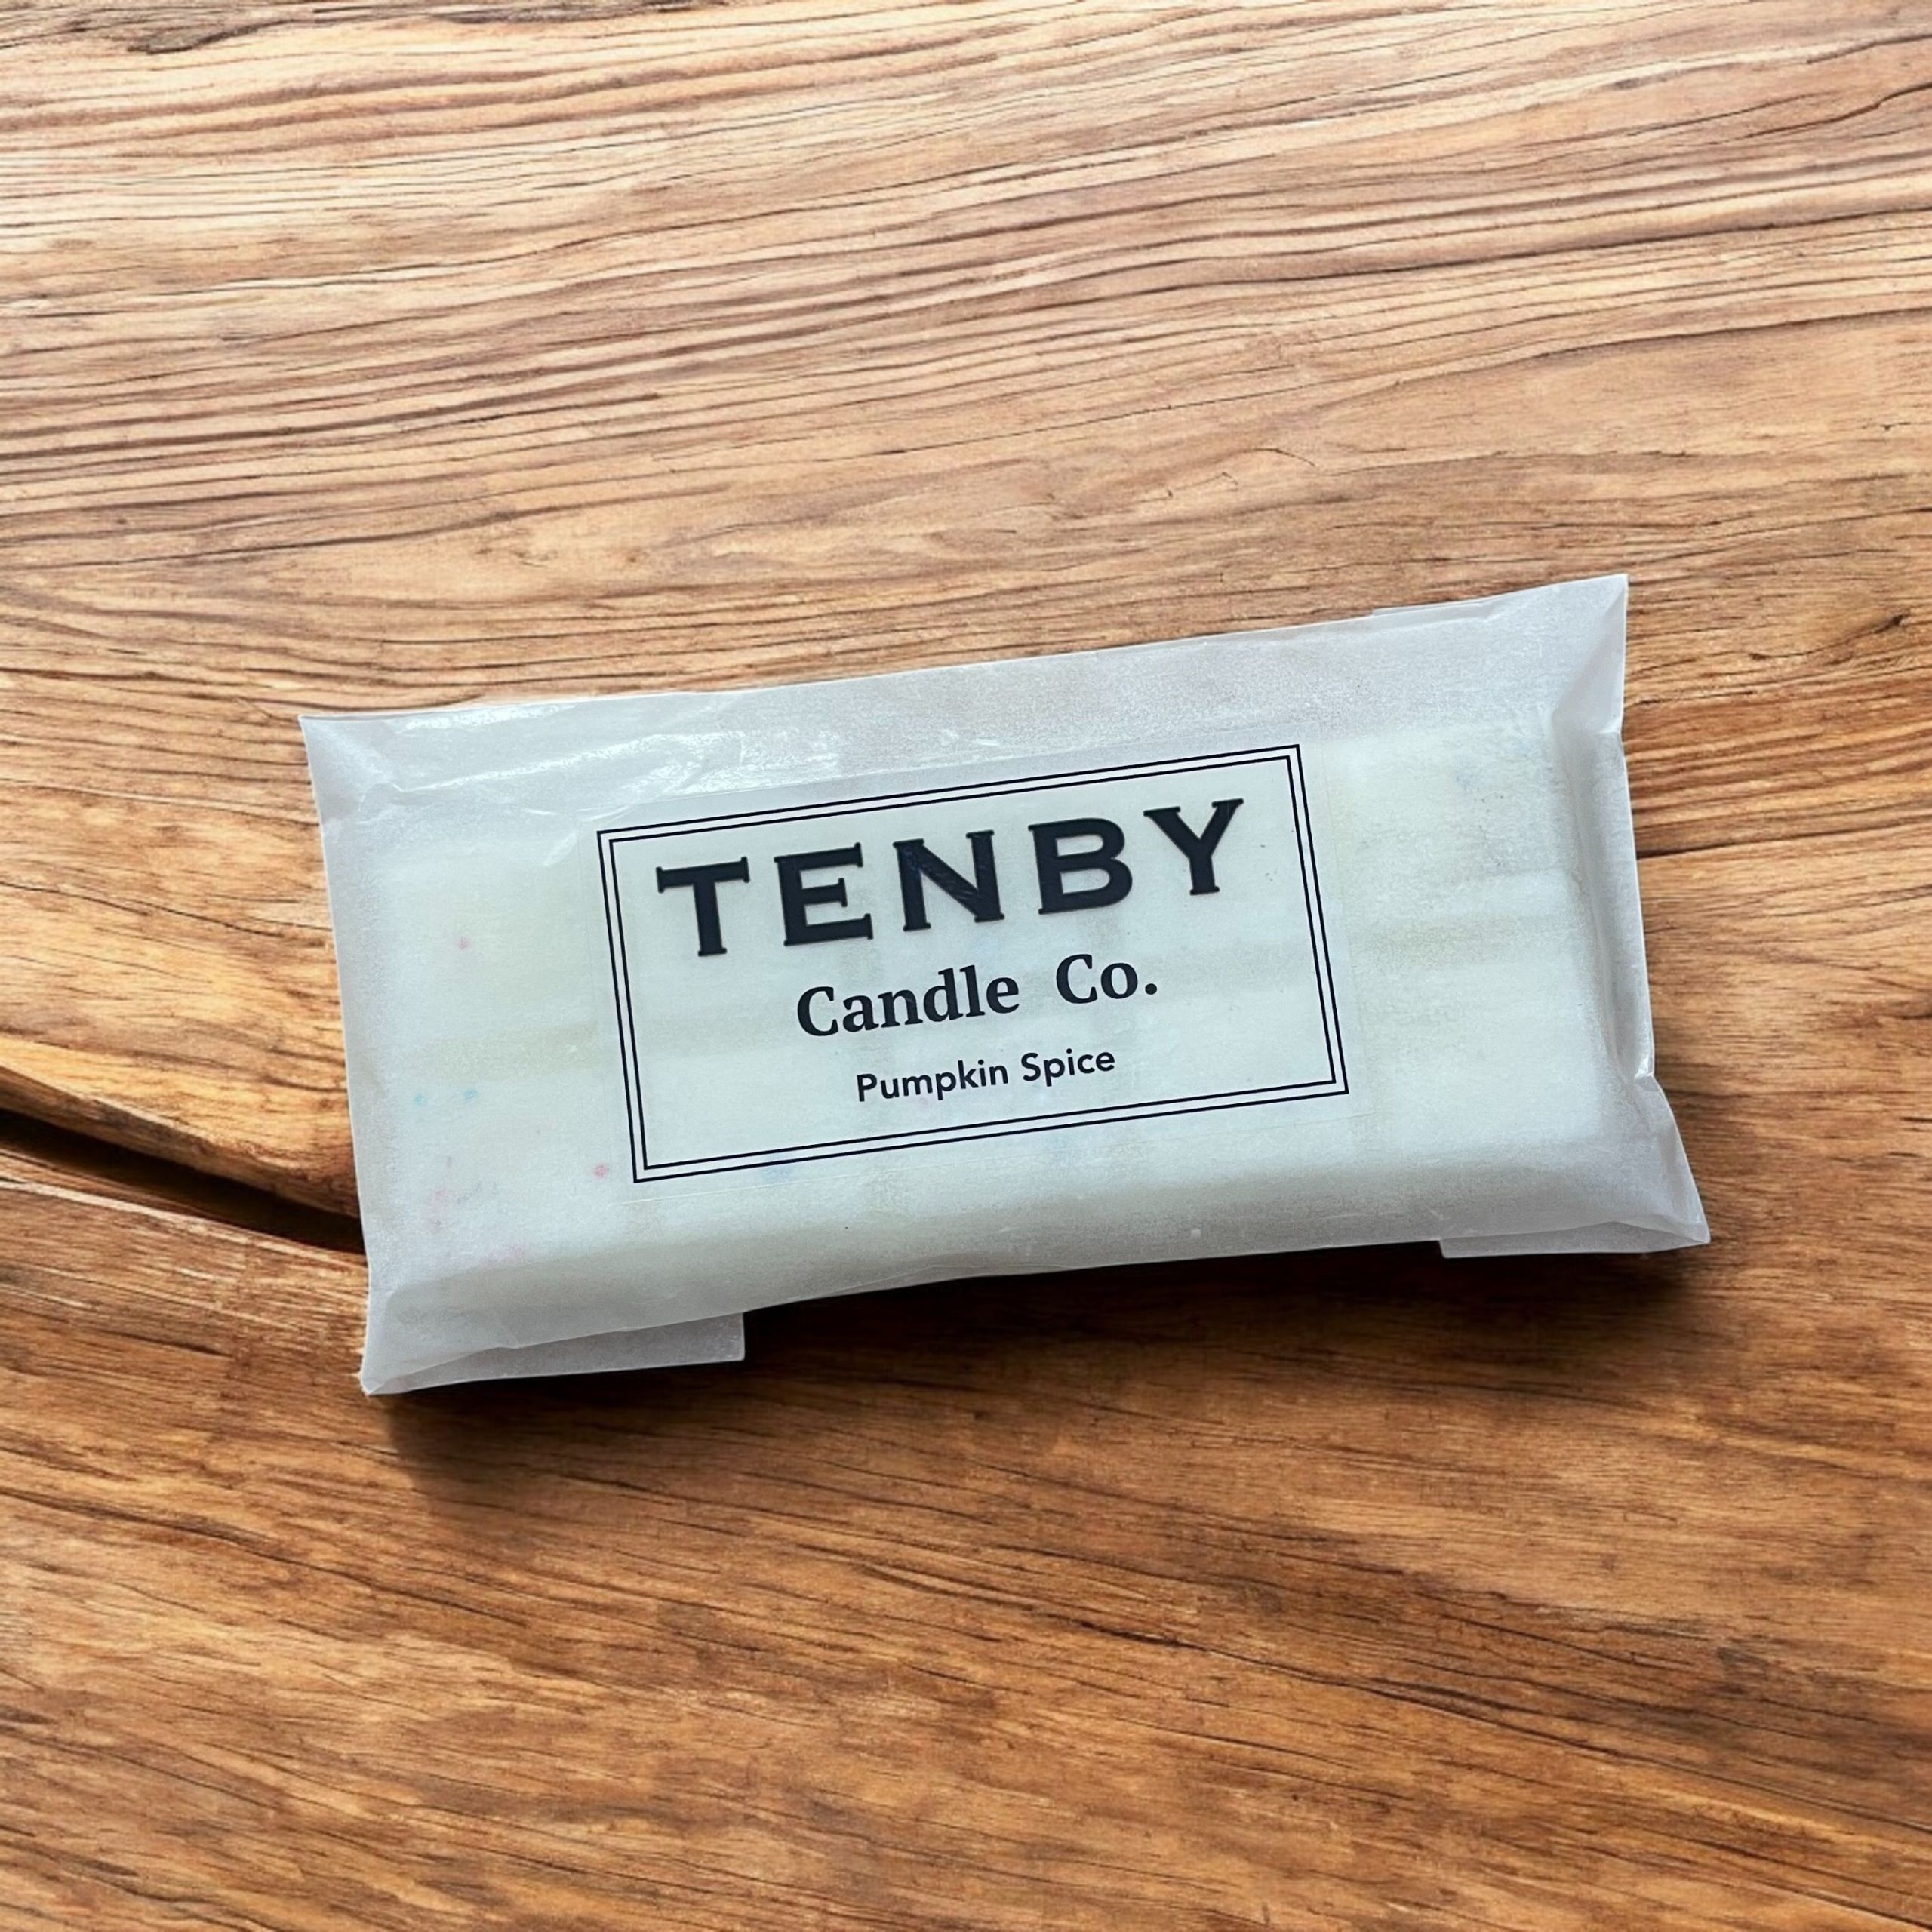 TENBY
Candle Co.
Pumpkin Spice